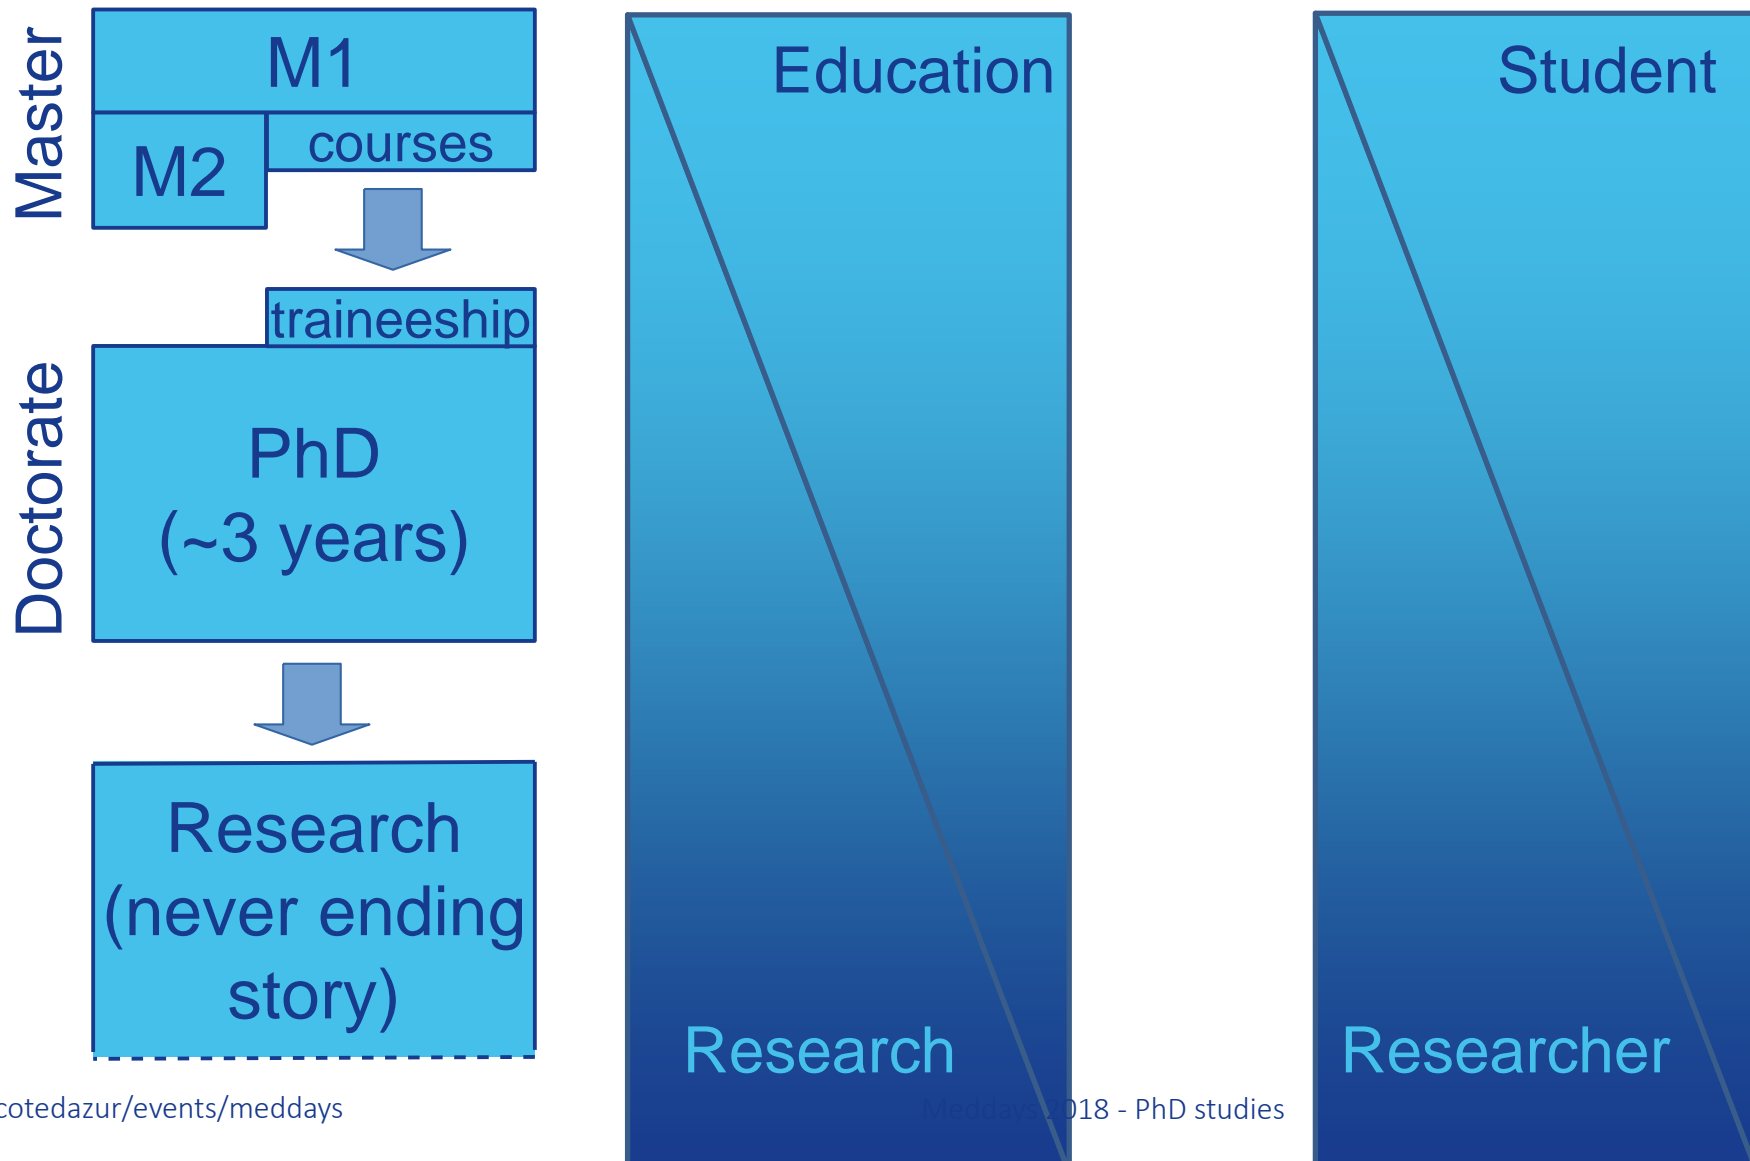 Master
M1
M2
courses
traineeship
Doctorate
PhD
(~3 years)
Research
(never ending
story)
Education
Research
Student
Researcher
cotedazur/events/meddays
Meddays 2018 - PhD studies